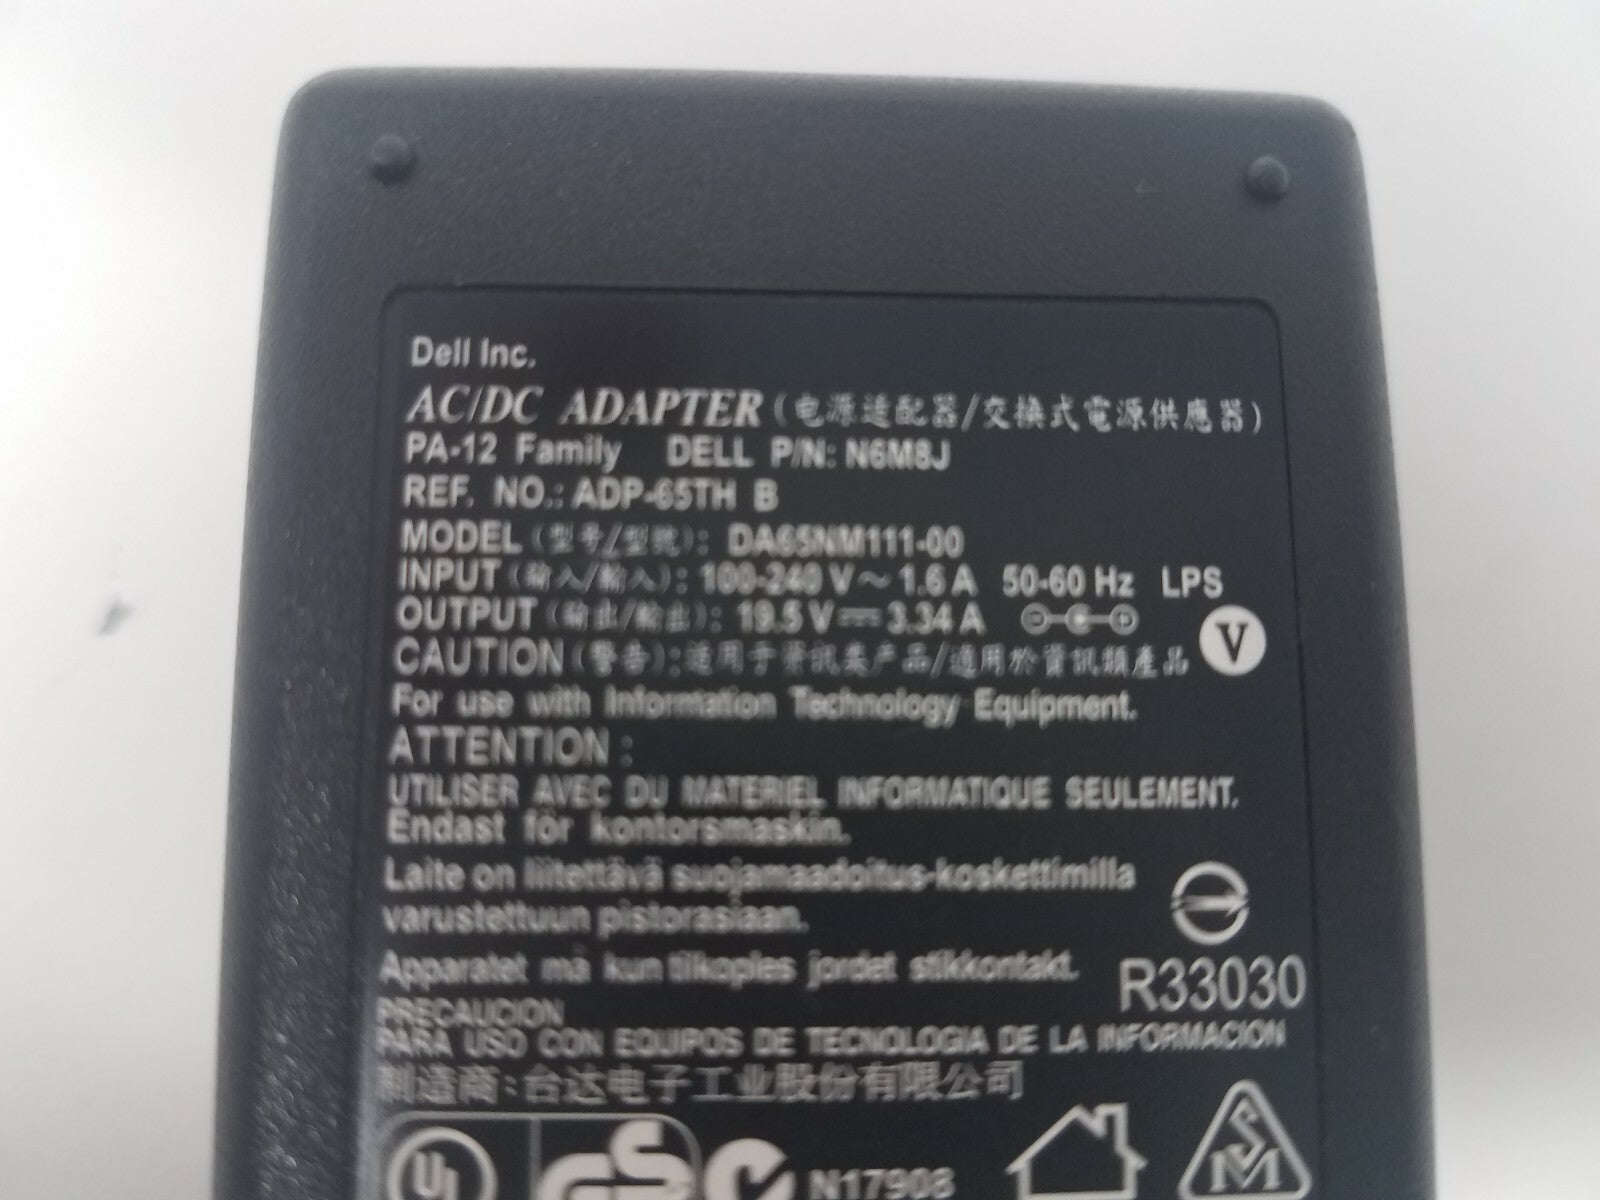 Dell Inc.
AC/DC ADAPTER (电源适配器/交換式電源供應器)
PA-12 Family DELL P/N: N6M8J
REF. NO.: ADP-65TH B
MODEL (型号/型號): DA65NM111-00
INPUT (输入/輸入): 100-240 V~ 1.6 A 50-60 Hz LPS
OUTPUT (输出/輸出): 19.5 V⎓3.34 A
V
CAUTION (警告): 适用于资讯类产品/適用於資訊類產品
For use with Information Technology Equipment.
ATTENTION :
UTILISER AVEC DU MATERIEL INFORMATIQUE SEULEMENT.
Endast för kontorsmaskin.
Laite on liitettävä suojamaadoitus-koskettimilla
varustettuun pistorasiaan.
Apparatet må kun tilkoples jordet stikkontakt.
R33030
PRECAUCION
PARA USO CON EQUIPOS DE TECNOLOGIA DE LA INFORMACION
制造商:台达电子工业股份有限公司
UL GS C N17908 SM